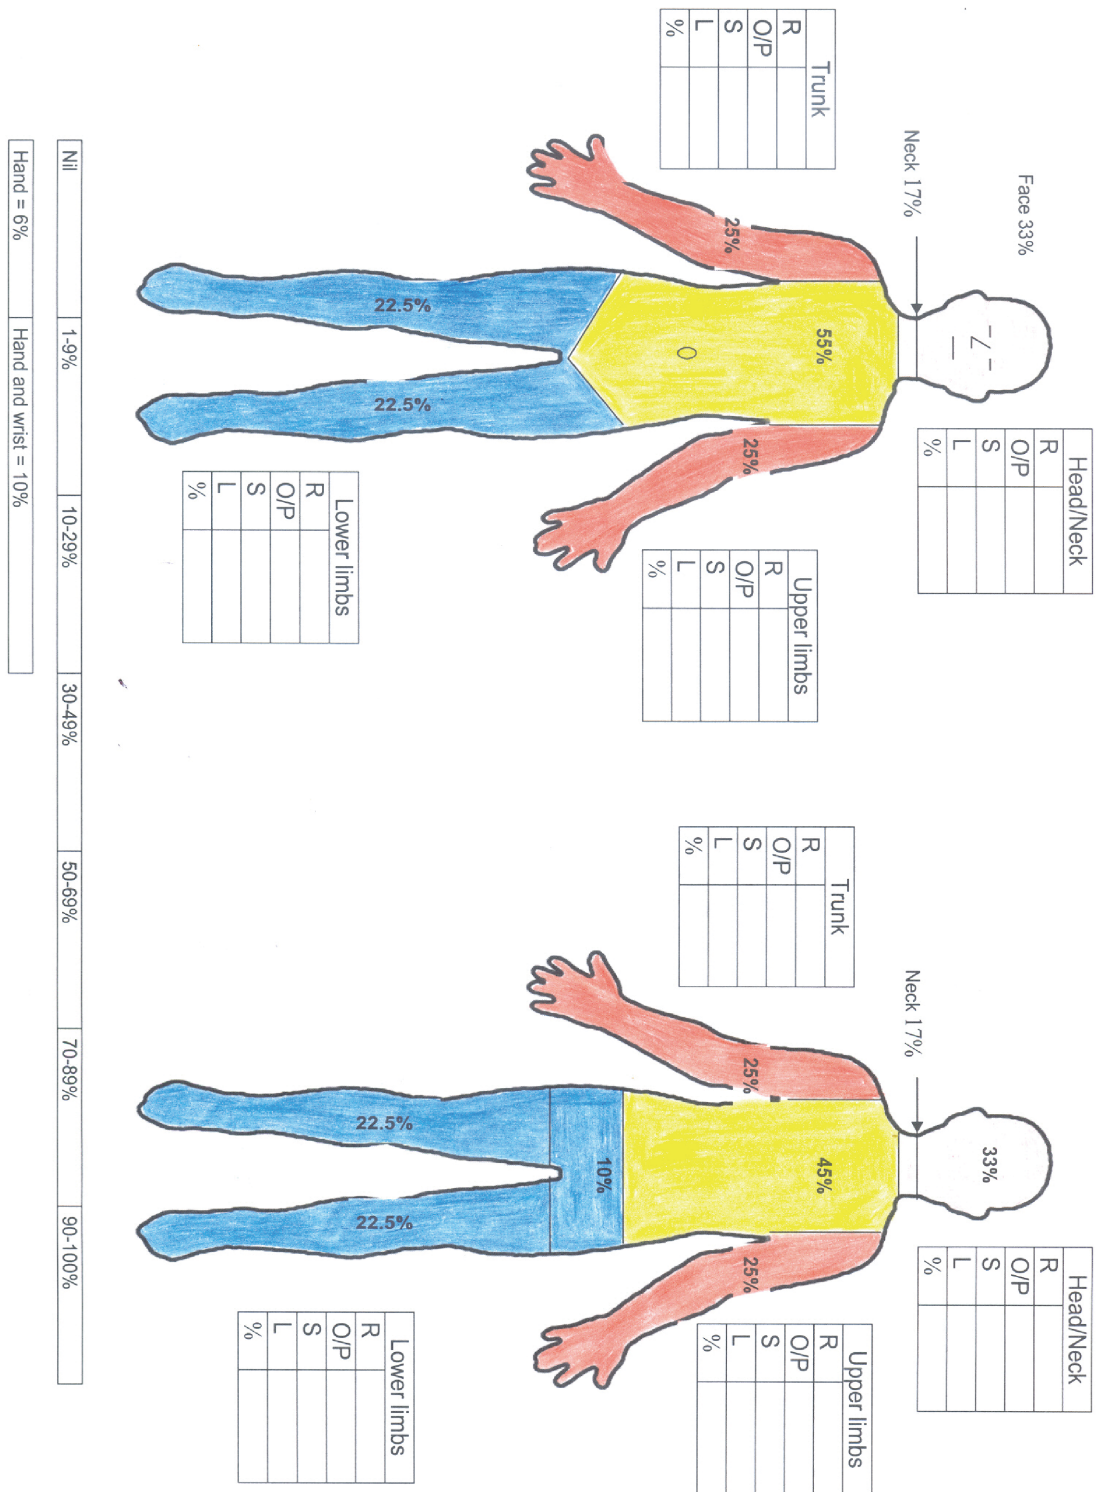 Head/Neck
R
O/P
S
L
%
Face 33%
Neck 17%
Trunk
R
O/P
S
L
%
55%
25%
25%
Upper limbs
R
O/P
S
L
%
22.5%
22.5%
Lower limbs
R
O/P
S
L
%
Head/Neck
R
O/P
S
L
%
33%
Neck 17%
Trunk
R
O/P
S
L
%
45%
25%
25%
Upper limbs
R
O/P
S
L
%
10%
22.5%
22.5%
Lower limbs
R
O/P
S
L
%
Nil 1-9% 10-29% 30-49% 50-69% 70-89% 90-100%
Hand = 6% Hand and wrist = 10%